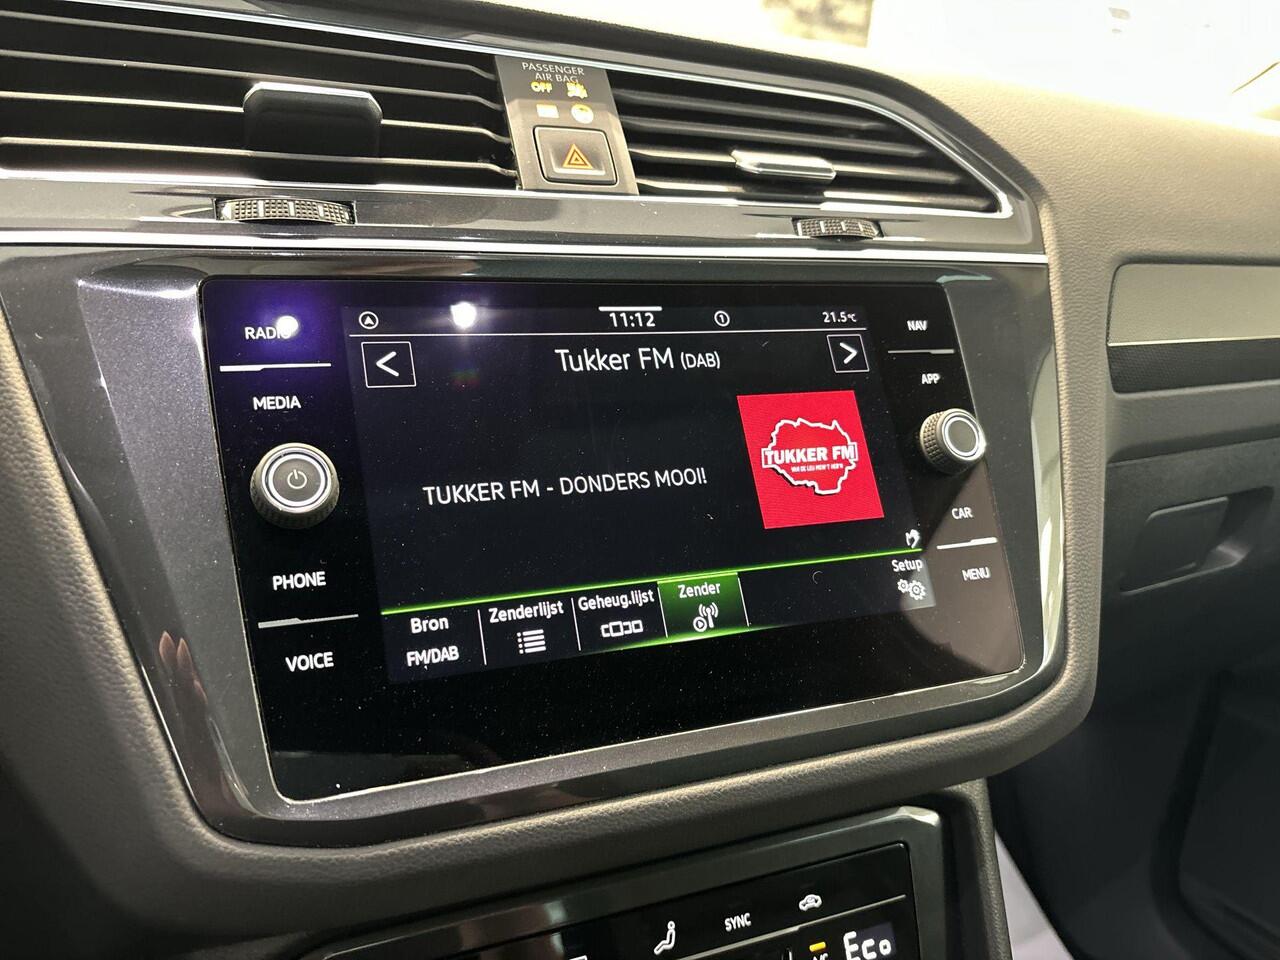 PASSENGER
AIR BAG
OFF
RADIO
MEDIA
PHONE
VOICE
11:12
1
21.5°C
Tukker FM (DAB)
TUKKER FM - DONDERS MOOI!
TUKKER FM
Bron
FM/DAB
Zenderlijst
Geheug.lijst
Zender
Setup
NAV
APP
CAR
MENU
SYNC
Eco